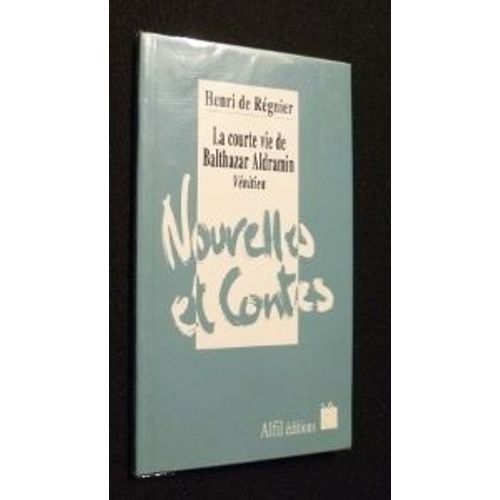 Henri de Régnier
La courte vie de
Balthazar Aldramin
Vénitien
Nouvelles
et Contes
Alfil éditions